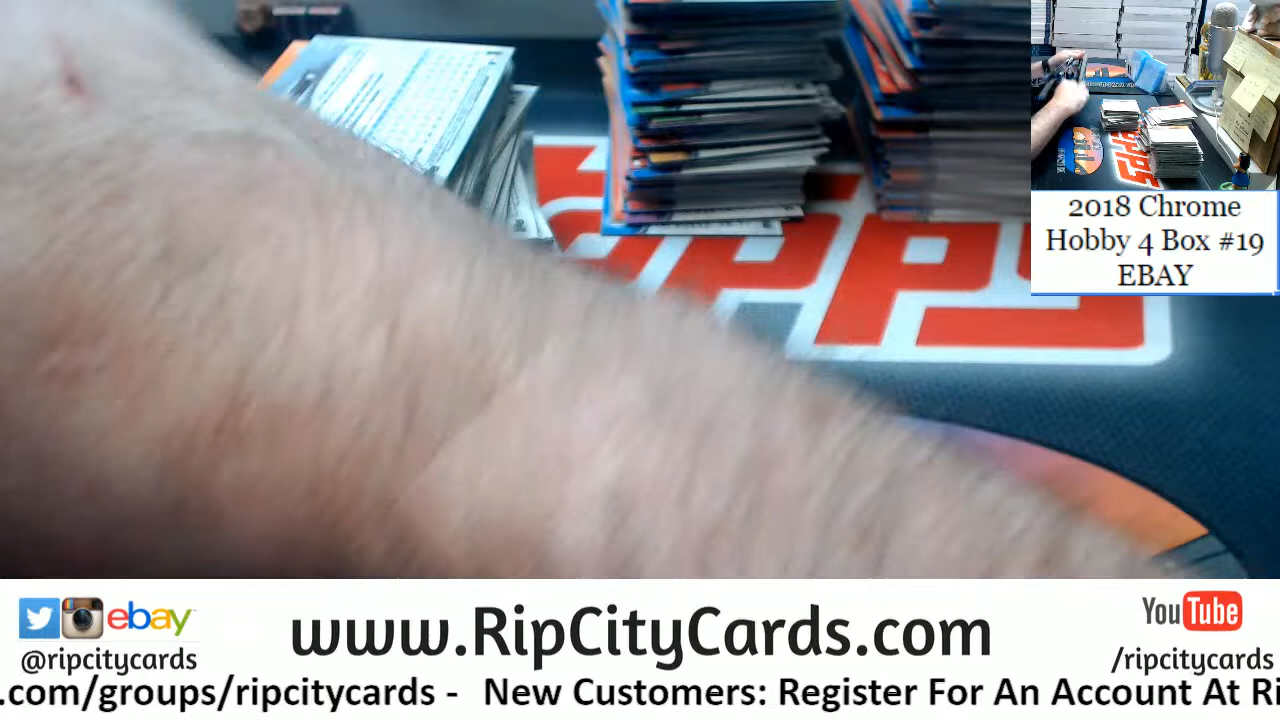 2018 Chrome
Hobby 4 Box #19
EBAY
ebay
www.RipCityCards.com
YouTube
@ripcitycards
/ripcitycards
.com/groups/ripcitycards - New Customers: Register For An Account At Ri